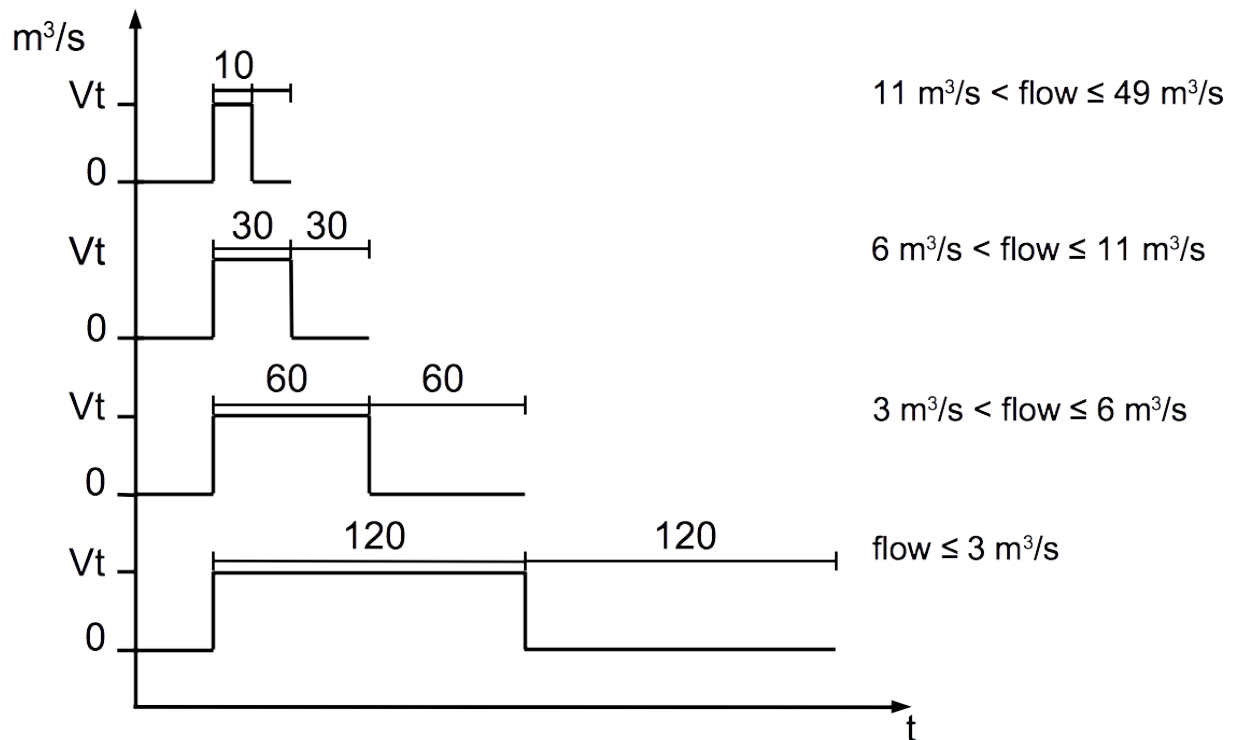 m³/s
10
Vt
11 m³/s < flow ≤ 49 m³/s
0
30 30
Vt
6 m³/s < flow ≤ 11 m³/s
0
60 60
Vt
3 m³/s < flow ≤ 6 m³/s
0
120 120
Vt
flow ≤ 3 m³/s
0
t